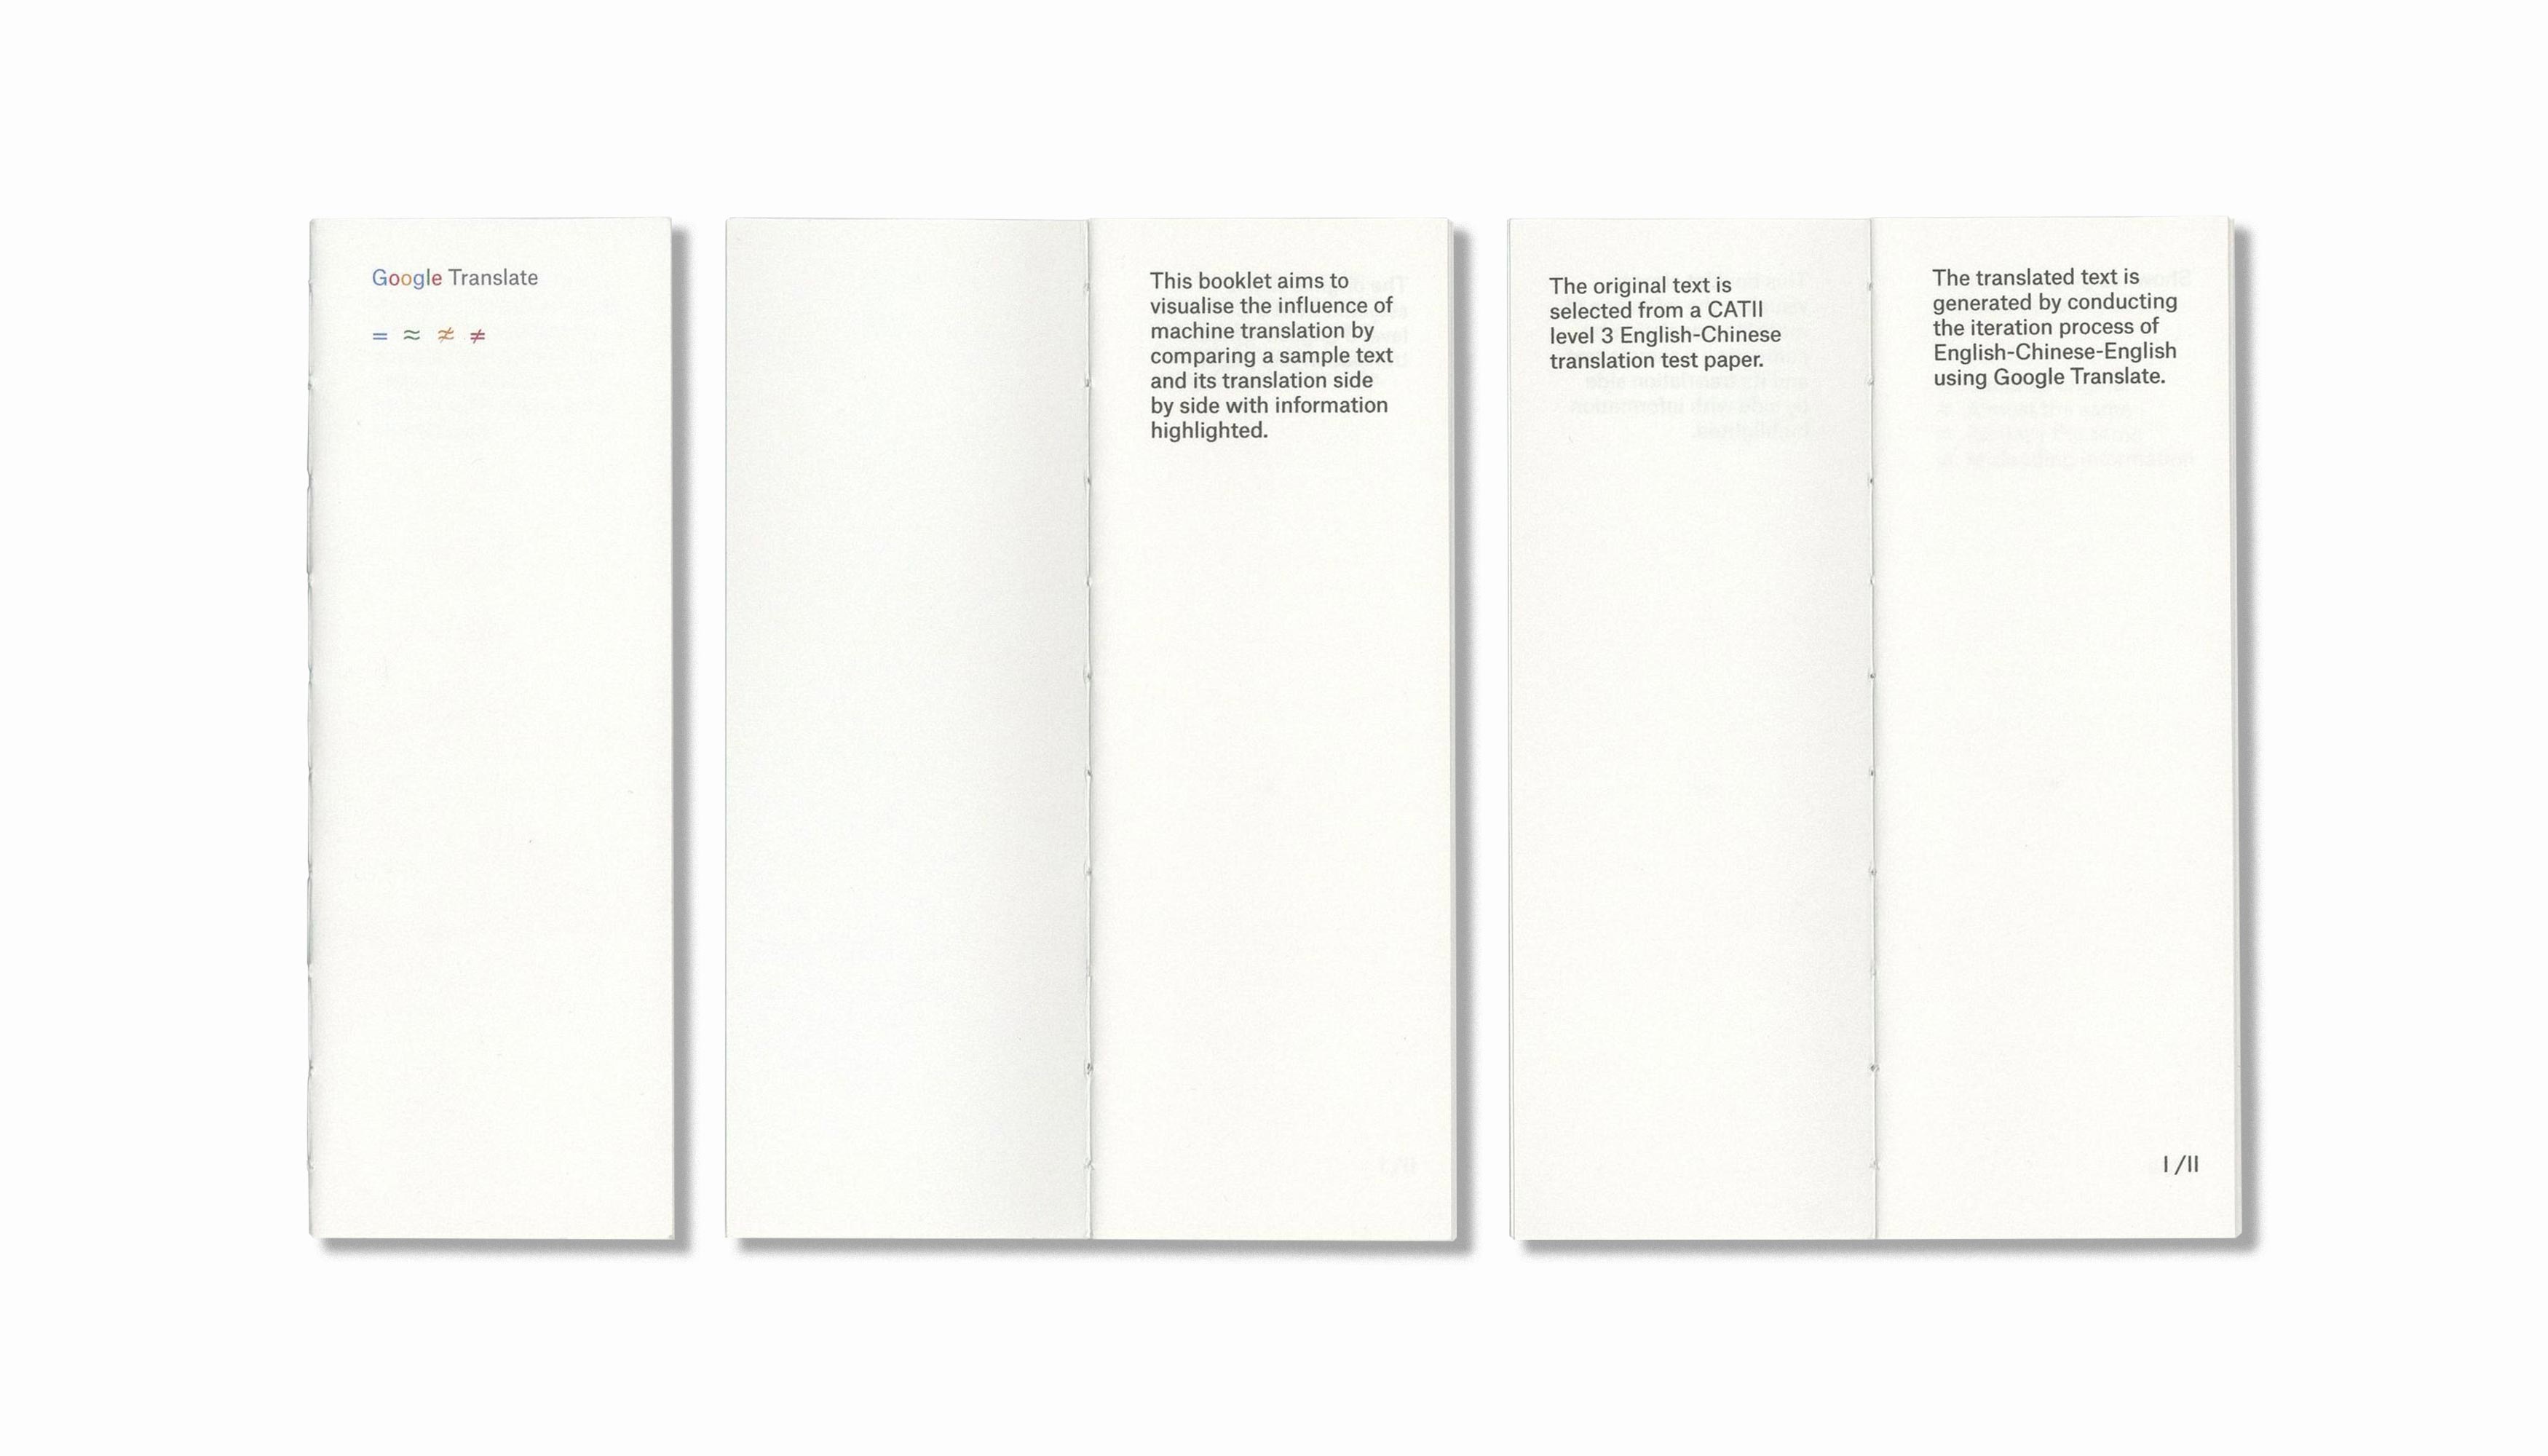 Google Translate
= ≈ ≉ ≠
This booklet aims to
visualise the influence of
machine translation by
comparing a sample text
and its translation side
by side with information
highlighted.
The original text is
selected from a CATII
level 3 English-Chinese
translation test paper.
The translated text is
generated by conducting
the iteration process of
English-Chinese-English
using Google Translate.
I /II